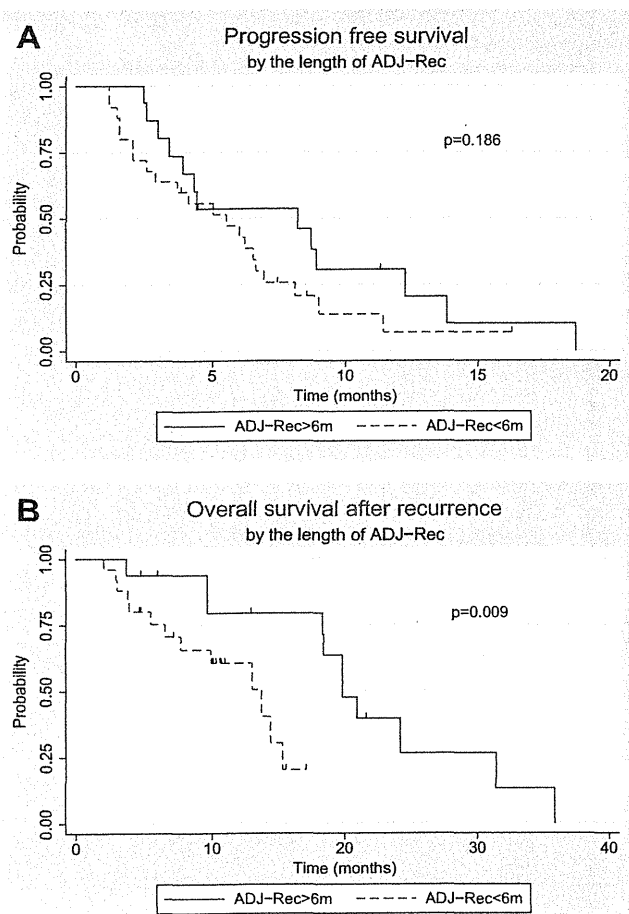 A
Progression free survival
by the length of ADJ-Rec
p=0.186
Probability
1.00
0.75
0.50
0.25
0.00
0 5 10 15 20
Time (months)
ADJ-Rec>6m ADJ-Rec<6m
B
Overall survival after recurrence
by the length of ADJ-Rec
p=0.009
Probability
1.00
0.75
0.50
0.25
0.00
0 10 20 30 40
Time (months)
ADJ-Rec>6m ADJ-Rec<6m